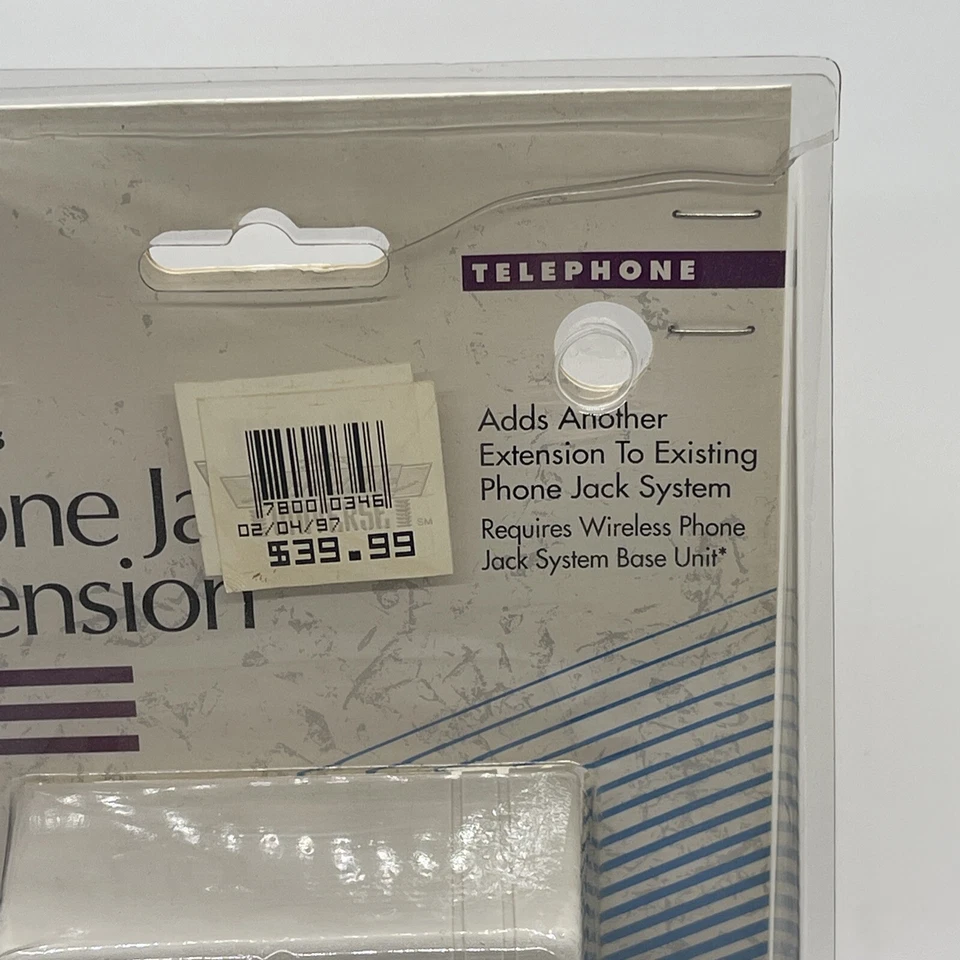 TELEPHONE
Adds Another
Extension To Existing
Phone Jack System
Requires Wireless Phone
Jack System Base Unit*
7800 0346
02/04/97
SM
$39.99
one Ja
ension